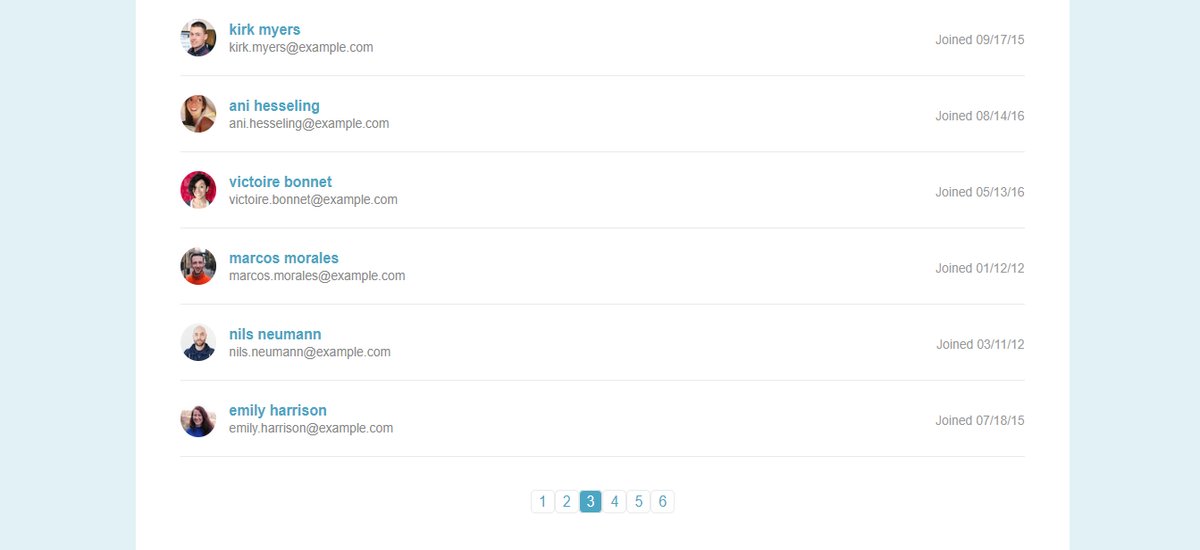 kirk myers
kirk.myers@example.com
Joined 09/17/15
ani hesseling
ani.hesseling@example.com
Joined 08/14/16
victoire bonnet
victoire.bonnet@example.com
Joined 05/13/16
marcos morales
marcos.morales@example.com
Joined 01/12/12
nils neumann
nils.neumann@example.com
Joined 03/11/12
emily harrison
emily.harrison@example.com
Joined 07/18/15
1 2 3 4 5 6